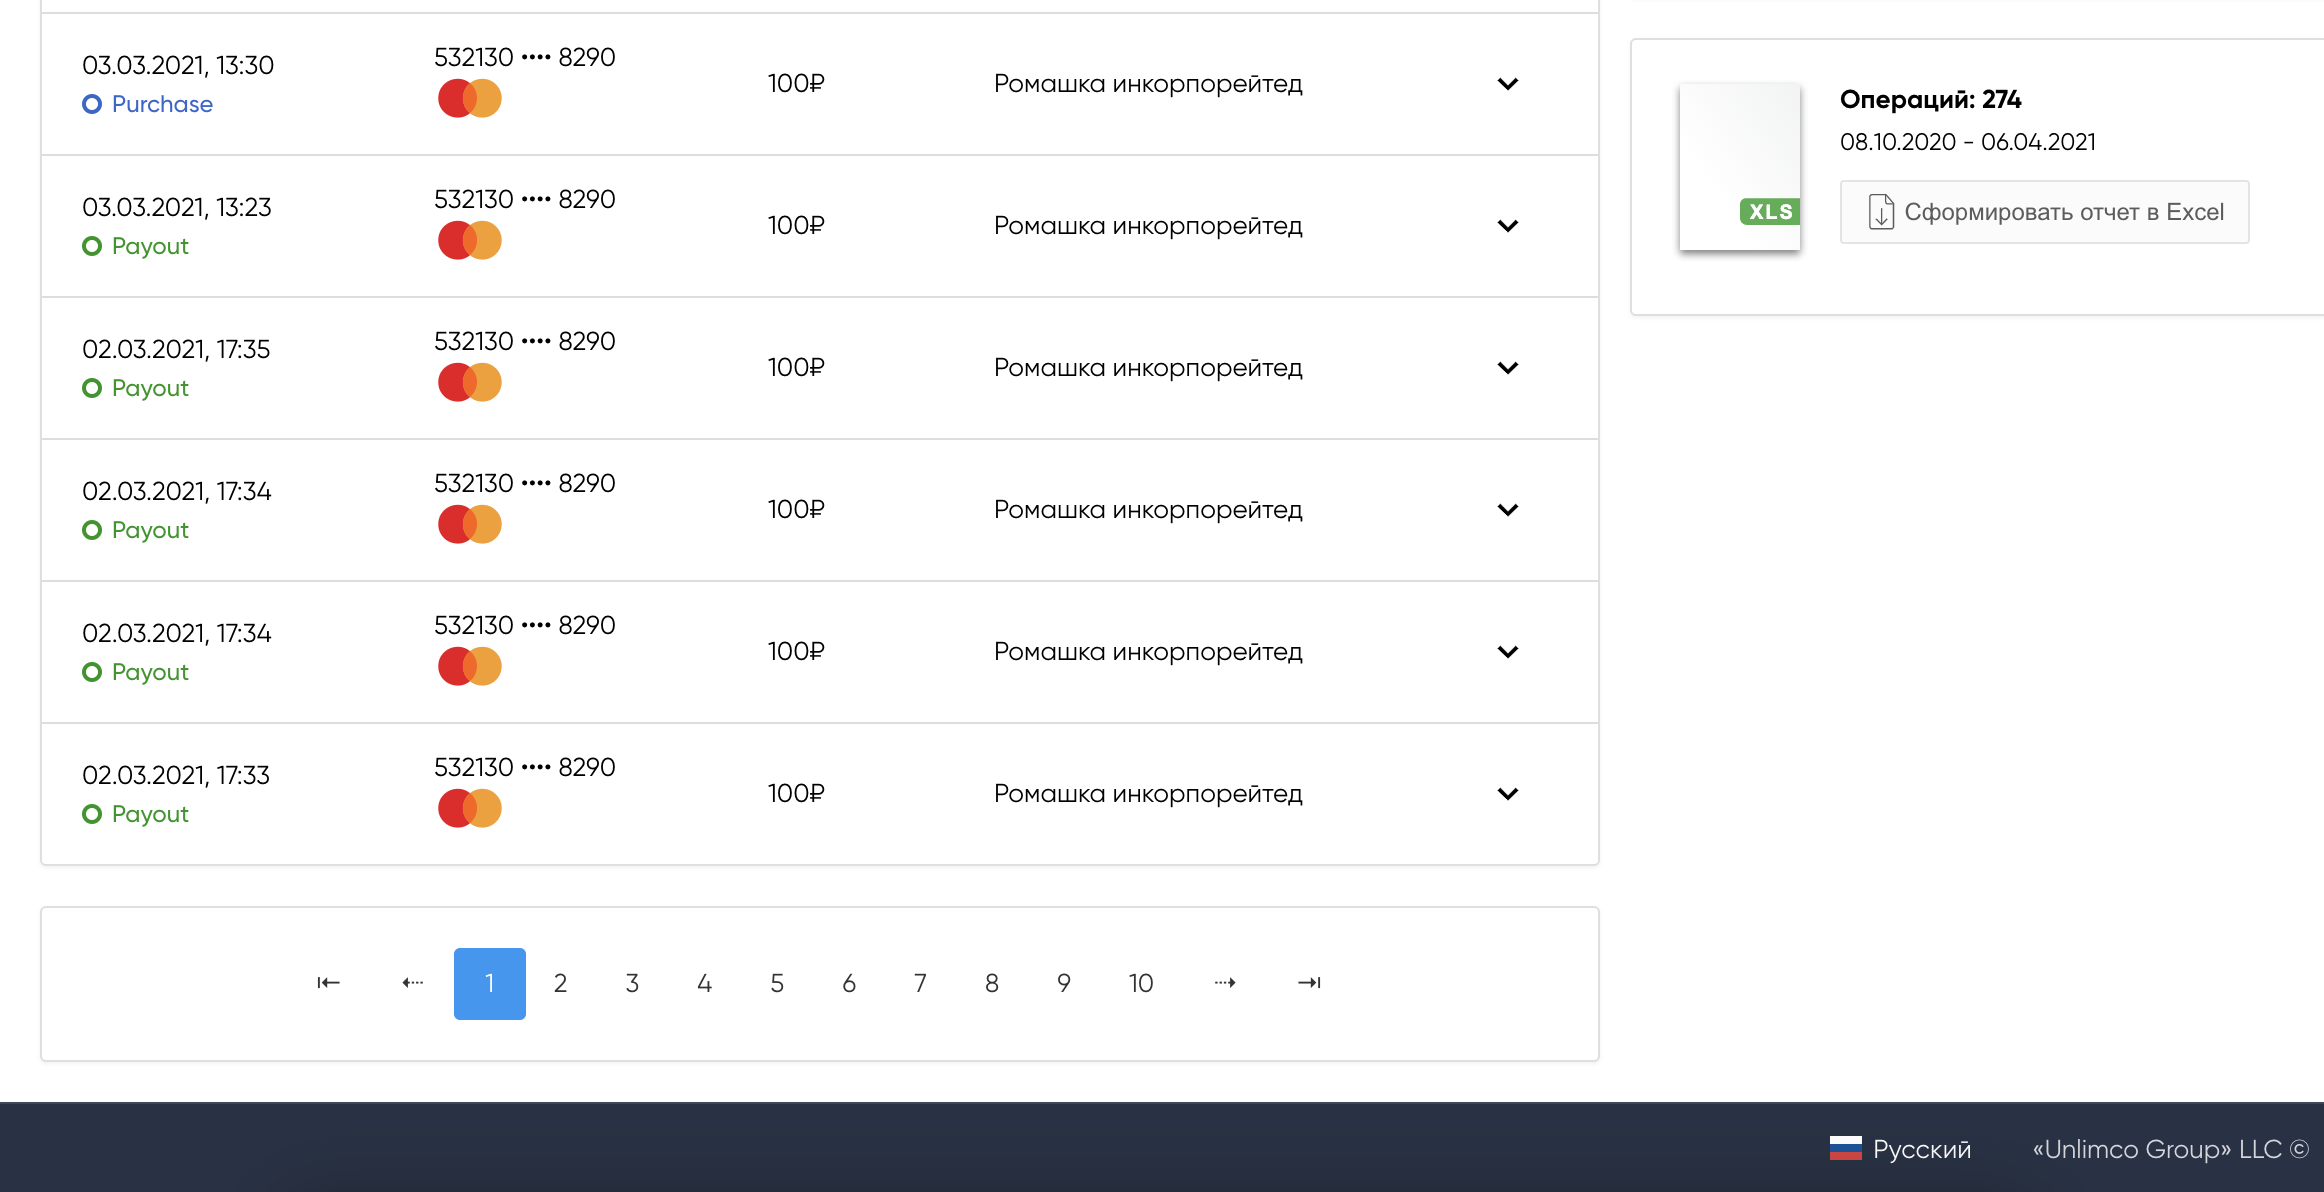 03.03.2021, 13:30
Purchase
532130 •••• 8290
100₽
Ромашка инкорпорейтед
03.03.2021, 13:23
Payout
532130 •••• 8290
100₽
Ромашка инкорпорейтед
02.03.2021, 17:35
Payout
532130 •••• 8290
100₽
Ромашка инкорпорейтед
02.03.2021, 17:34
Payout
532130 •••• 8290
100₽
Ромашка инкорпорейтед
02.03.2021, 17:34
Payout
532130 •••• 8290
100₽
Ромашка инкорпорейтед
02.03.2021, 17:33
Payout
532130 •••• 8290
100₽
Ромашка инкорпорейтед
1 2 3 4 5 6 7 8 9 10
XLS
Операций: 274
08.10.2020 - 06.04.2021
Сформировать отчет в Excel
Русский
«Unlimco Group» LLC ©